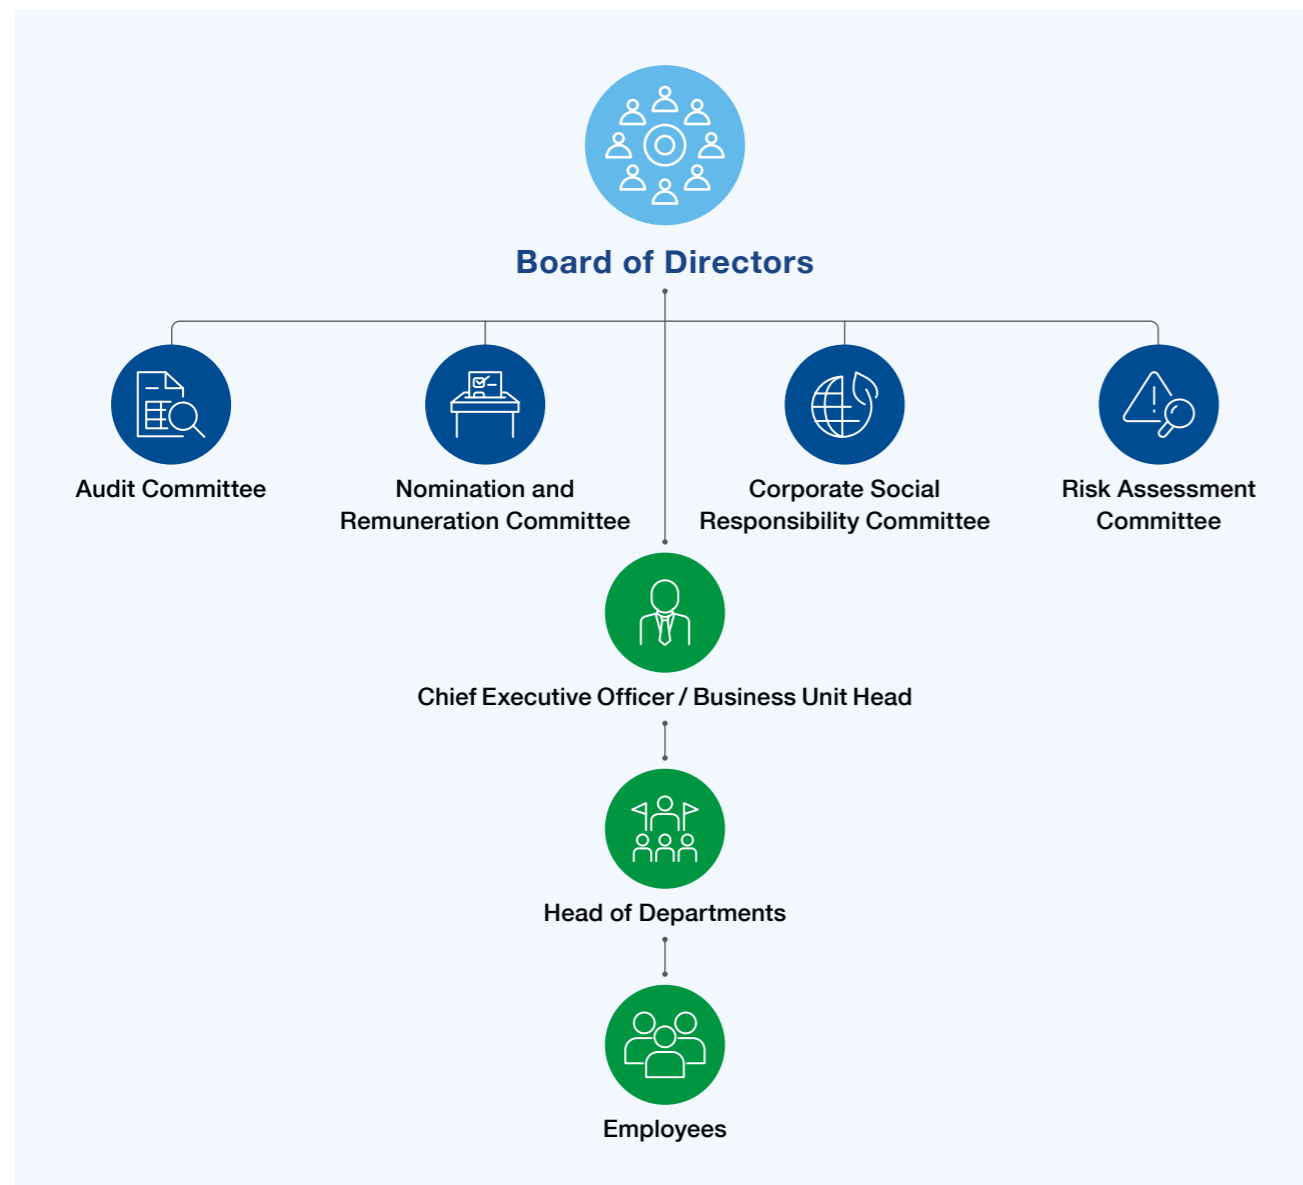 Board of Directors
Audit Committee
Nomination and
Remuneration Committee
Corporate Social
Responsibility Committee
Risk Assessment
Committee
Chief Executive Officer / Business Unit Head
Head of Departments
Employees